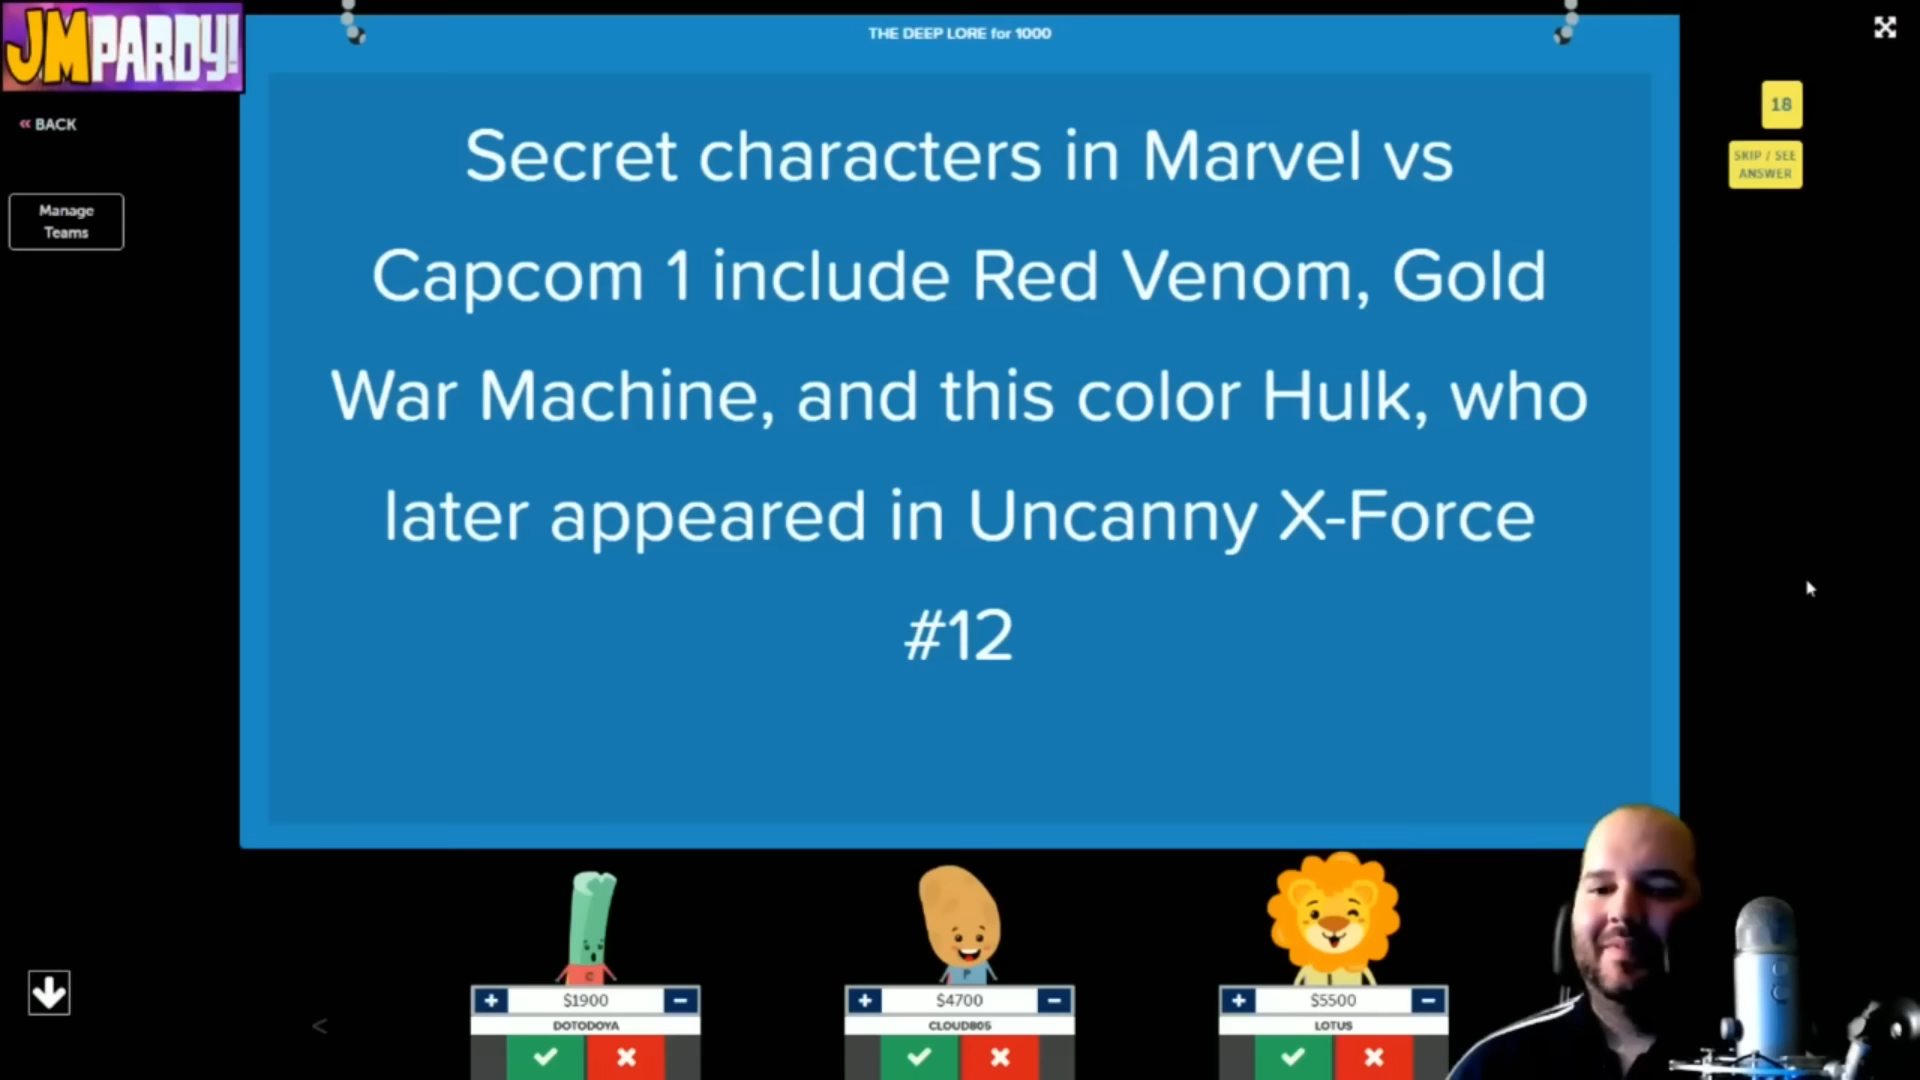 JMPARDY!
THE DEEP LORE for 1000
« BACK
18
SKIP / SEE
ANSWER
Manage
Teams
Secret characters in Marvel vs
Capcom 1 include Red Venom, Gold
War Machine, and this color Hulk, who
later appeared in Uncanny X-Force
#12
C
P
+ $1900 −
+ $4700 −
+ $5500 −
DOTODOYA
CLOUD805
LOTUS
<